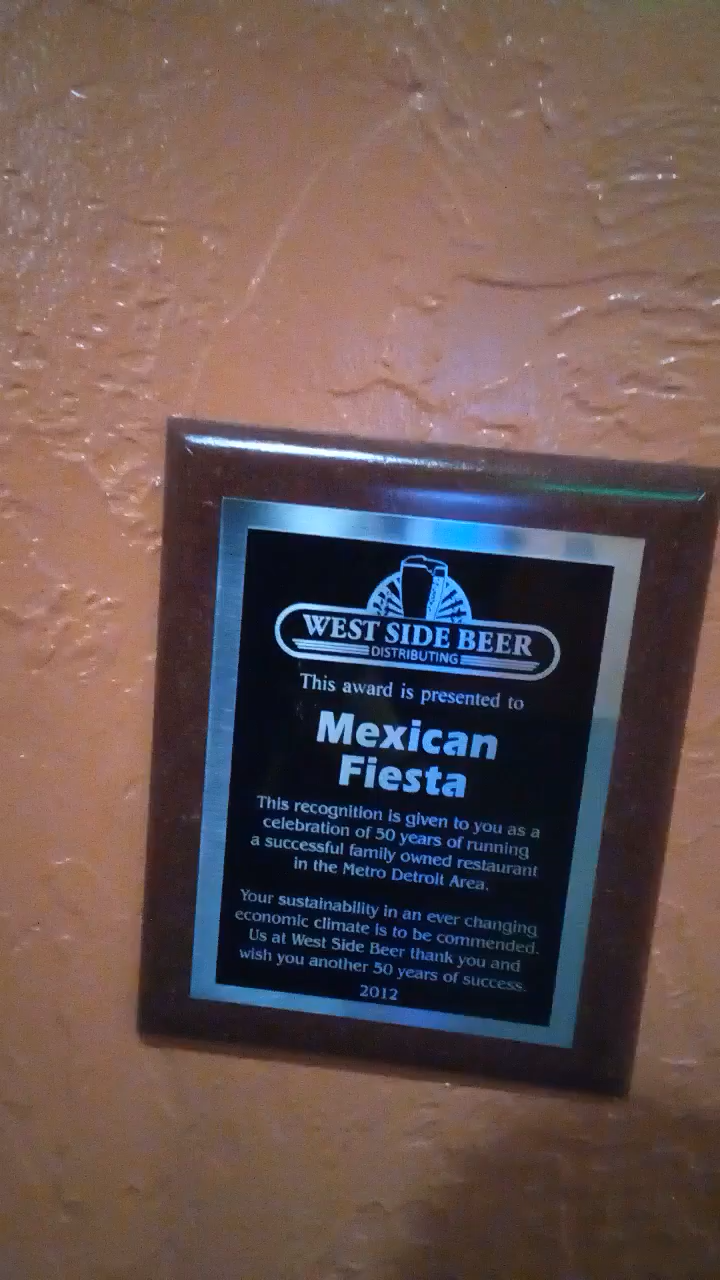 WEST SIDE BEER
DISTRIBUTING
This award is presented to
Mexican
Fiesta
This recognition is given to you as a
celebration of 50 years of running
a successful family owned restaurant
in the Metro Detroit Area.
Your sustainability in an ever changing
economic climate is to be commended.
Us at West Side Beer thank you and
wish you another 50 years of success.
2012